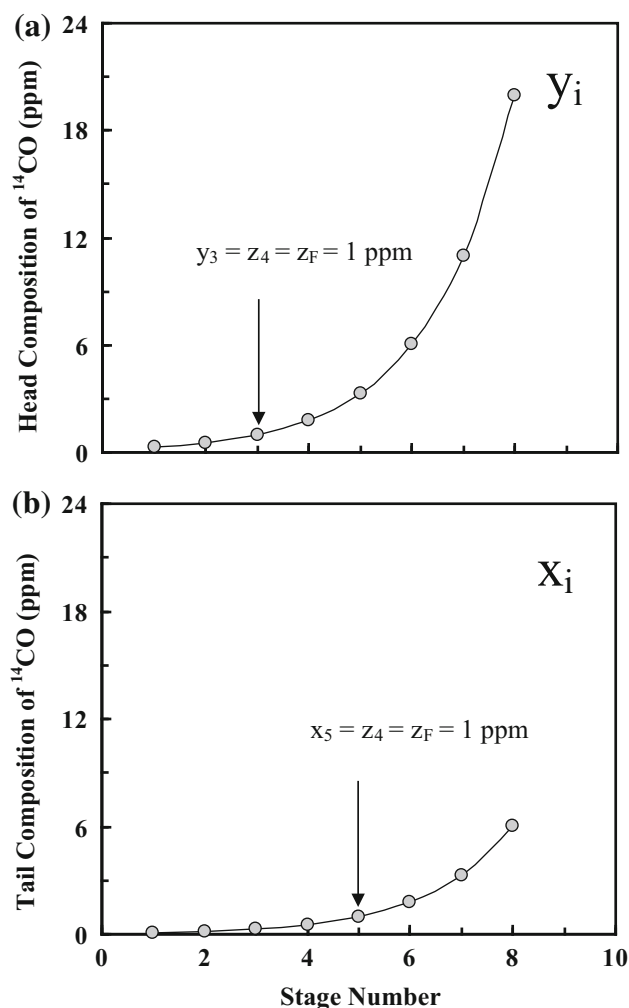 (a)
24
18
12
6
0
Head Composition of ¹⁴CO (ppm)
yᵢ
y₃ = z₄ = z_F = 1 ppm
(b)
24
18
12
6
0
Tail Composition of ¹⁴CO (ppm)
xᵢ
x₅ = z₄ = z_F = 1 ppm
0 2 4 6 8 10
Stage Number